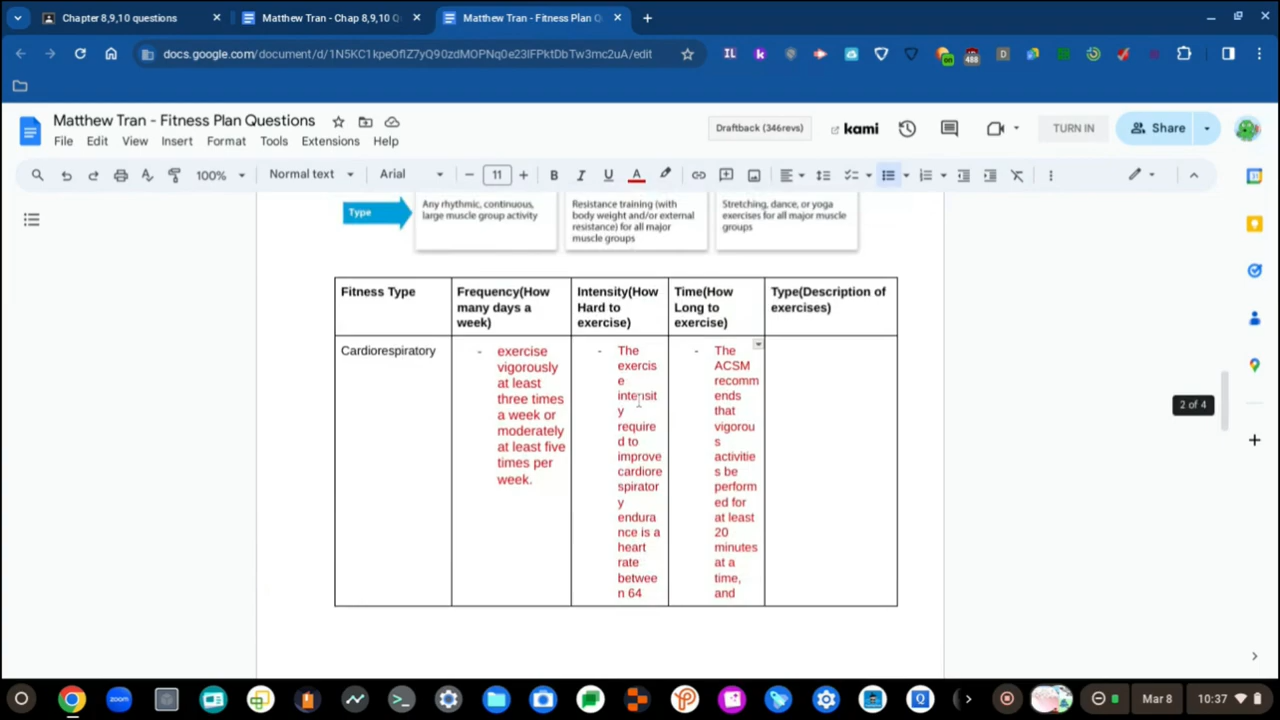 Chapter 8,9,10 questions
Matthew Tran - Chap 8,9,10 Q
Matthew Tran - Fitness Plan Q
docs.google.com/document/d/1N5KC1kpeOfIZ7yQ90zdMOPNq0e23IFPktDbTw3mc2uA/edit
Matthew Tran - Fitness Plan Questions
File Edit View Insert Format Tools Extensions Help
Draftback (346revs)
kami
TURN IN
Share
100%
Normal text
Arial
11
Type
Any rhythmic, continuous,
large muscle group activity
Resistance training (with
body weight and/or external
resistance) for all major
muscle groups
Stretching, dance, or yoga
exercises for all major muscle
groups
Fitness Type
Frequency(How
many days a
week)
Intensity(How
Hard to
exercise)
Time(How
Long to
exercise)
Type(Description of
exercises)
Cardiorespiratory
- exercise
vigorously
at least
three times
a week or
moderately
at least five
times per
week.
- The
exercis
e
intensit
y
require
d to
improve
cardiore
spirator
y
endura
nce is a
heart
rate
betwee
n 64
- The
ACSM
recomm
ends
that
vigorou
s
activitie
s be
perform
ed for
at least
20
minutes
at a
time,
and
2 of 4
Mar 8
10:37